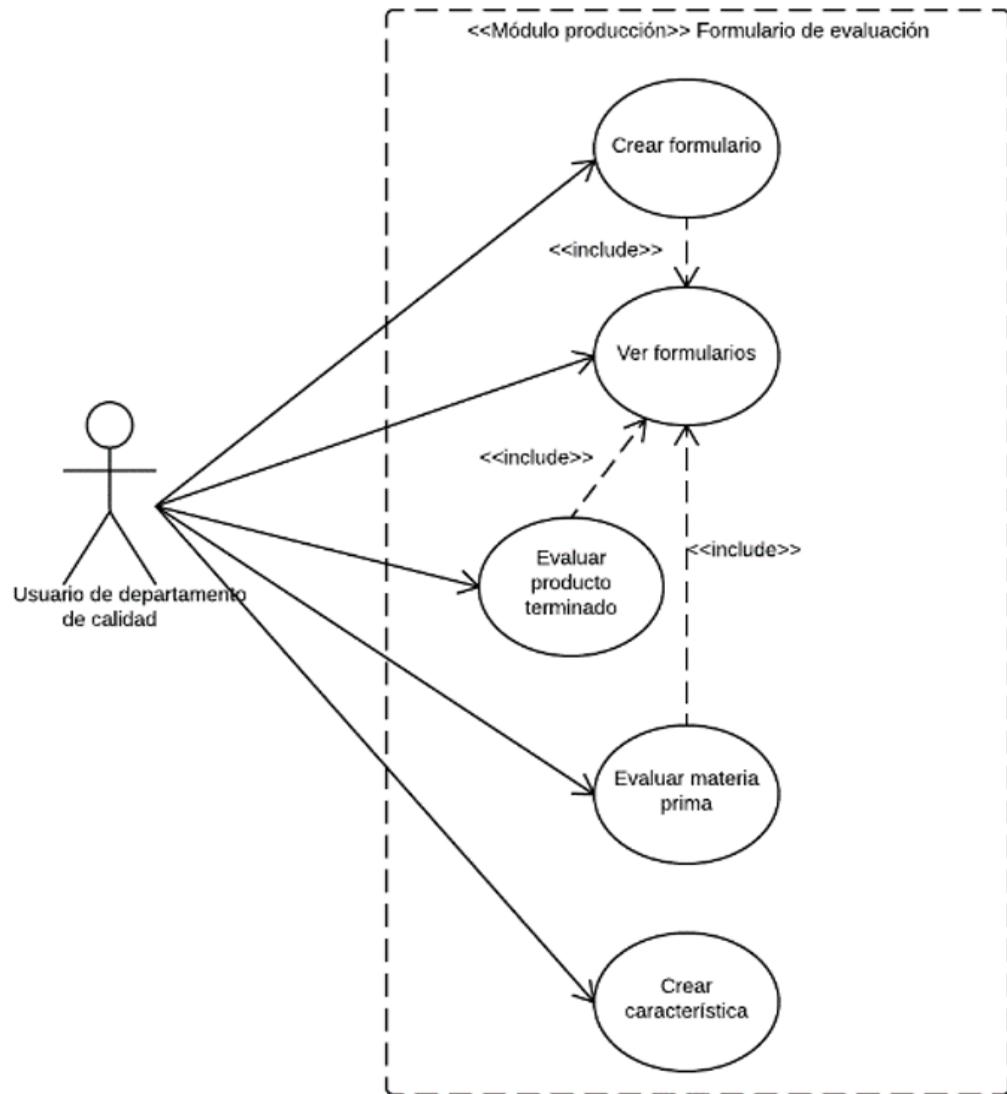 <<Módulo producción>> Formulario de evaluación
Crear formulario
<<include>>
Ver formularios
<<include>>
Evaluar
producto
terminado
<<include>>
Usuario de departamento
de calidad
Evaluar materia
prima
Crear
característica